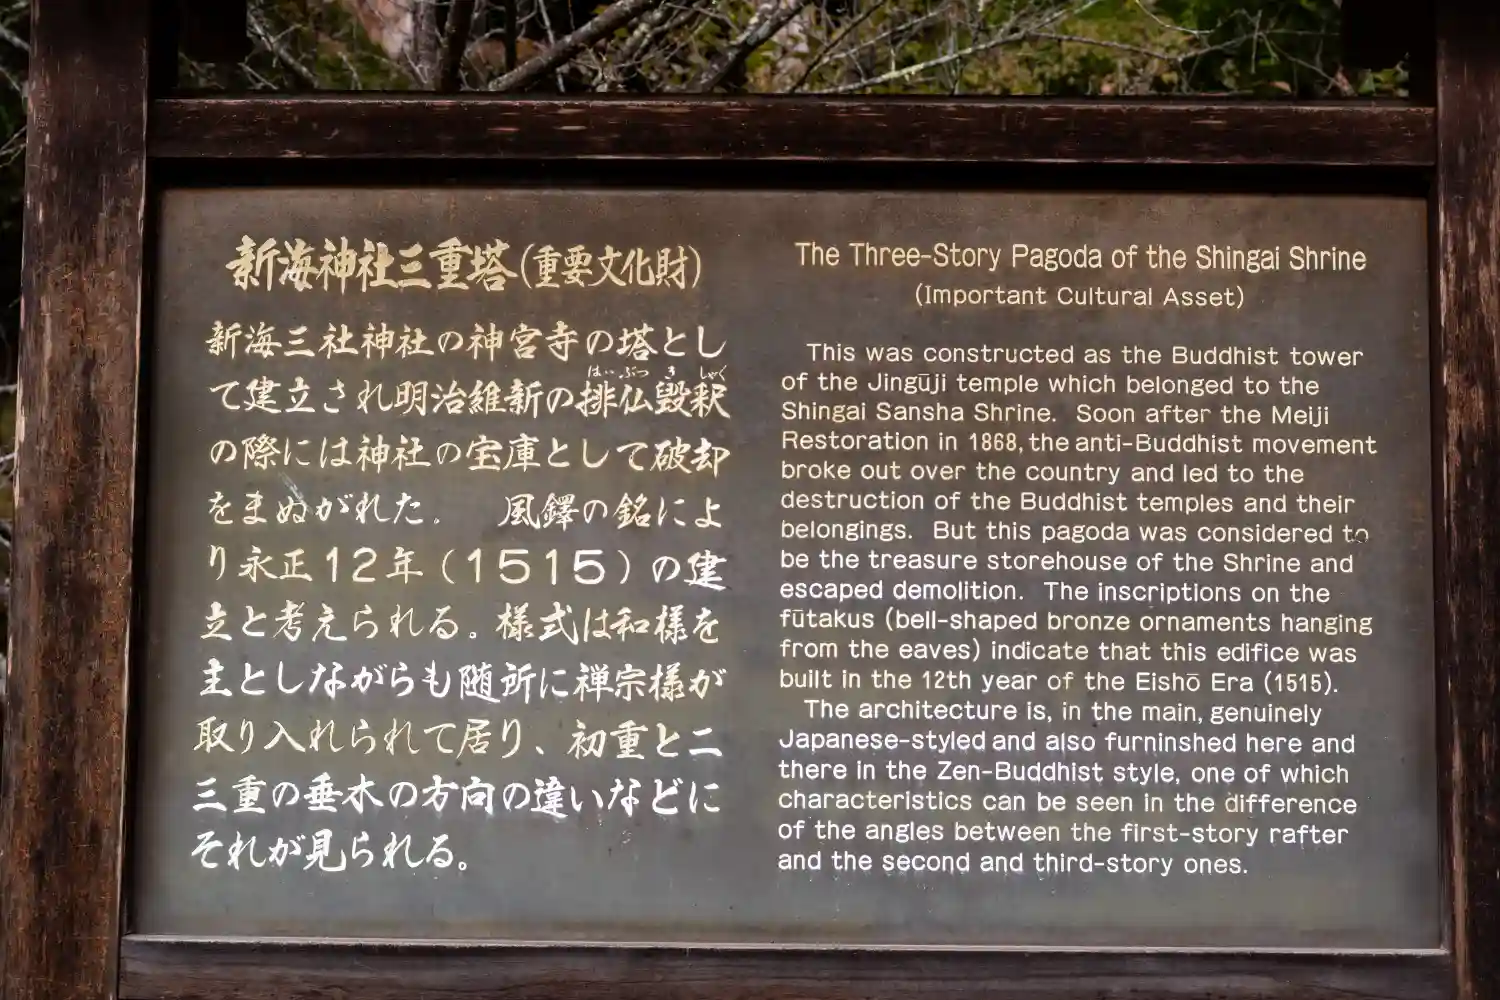 新海神社三重塔(重要文化財)
新海三社神社の神宮寺の塔とし
て建立され明治維新の排仏毀釈
の際には神社の宝庫として破却
をまぬがれた。 風鐸の銘によ
り永正12年(1515)の建
立と考えられる。様式は和様を
主としながらも随所に禅宗様が
取り入れられて居り、初重と二
三重の垂木の方向の違いなどに
それが見られる。
The Three-Story Pagoda of the Shingai Shrine
(Important Cultural Asset)
This was constructed as the Buddhist tower
of the Jingūji temple which belonged to the
Shingai Sansha Shrine. Soon after the Meiji
Restoration in 1868, the anti-Buddhist movement
broke out over the country and led to the
destruction of the Buddhist temples and their
belongings. But this pagoda was considered to
be the treasure storehouse of the Shrine and
escaped demolition. The inscriptions on the
fūtakus (bell-shaped bronze ornaments hanging
from the eaves) indicate that this edifice was
built in the 12th year of the Eishō Era (1515).
The architecture is, in the main, genuinely
Japanese-styled and also furninshed here and
there in the Zen-Buddhist style, one of which
characteristics can be seen in the difference
of the angles between the first-story rafter
and the second and third-story ones.